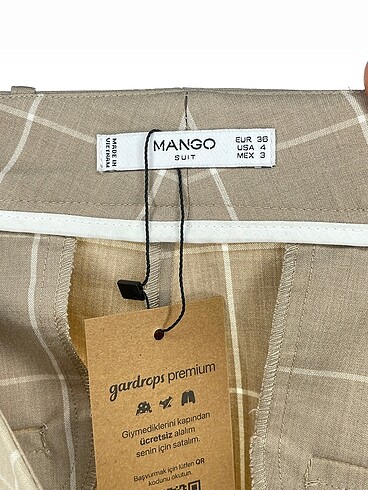 MADE IN
VIETNAM
MANGO
SUIT
EUR 36
USA 4
MEX 3
gardrops premium
Giymediklerini kapından
ücretsiz alalım
senin için satalım.
Başvurmak için lütfen QR
kodunu okutun.